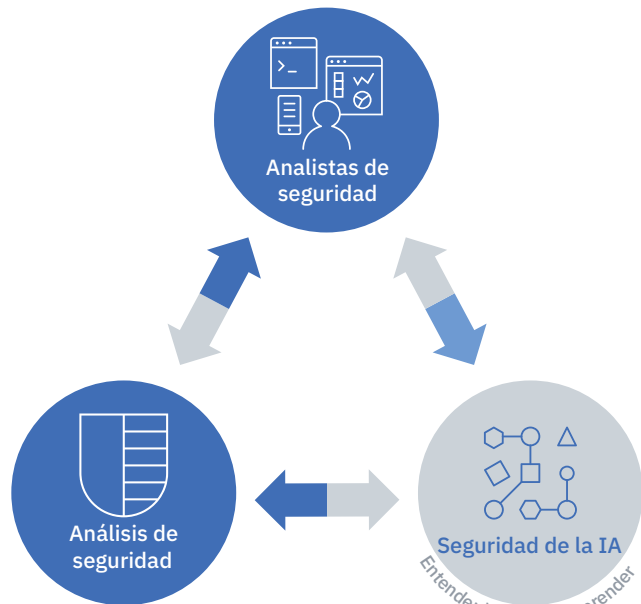 >_
Analistas de
seguridad
Análisis de
seguridad
Seguridad de la IA